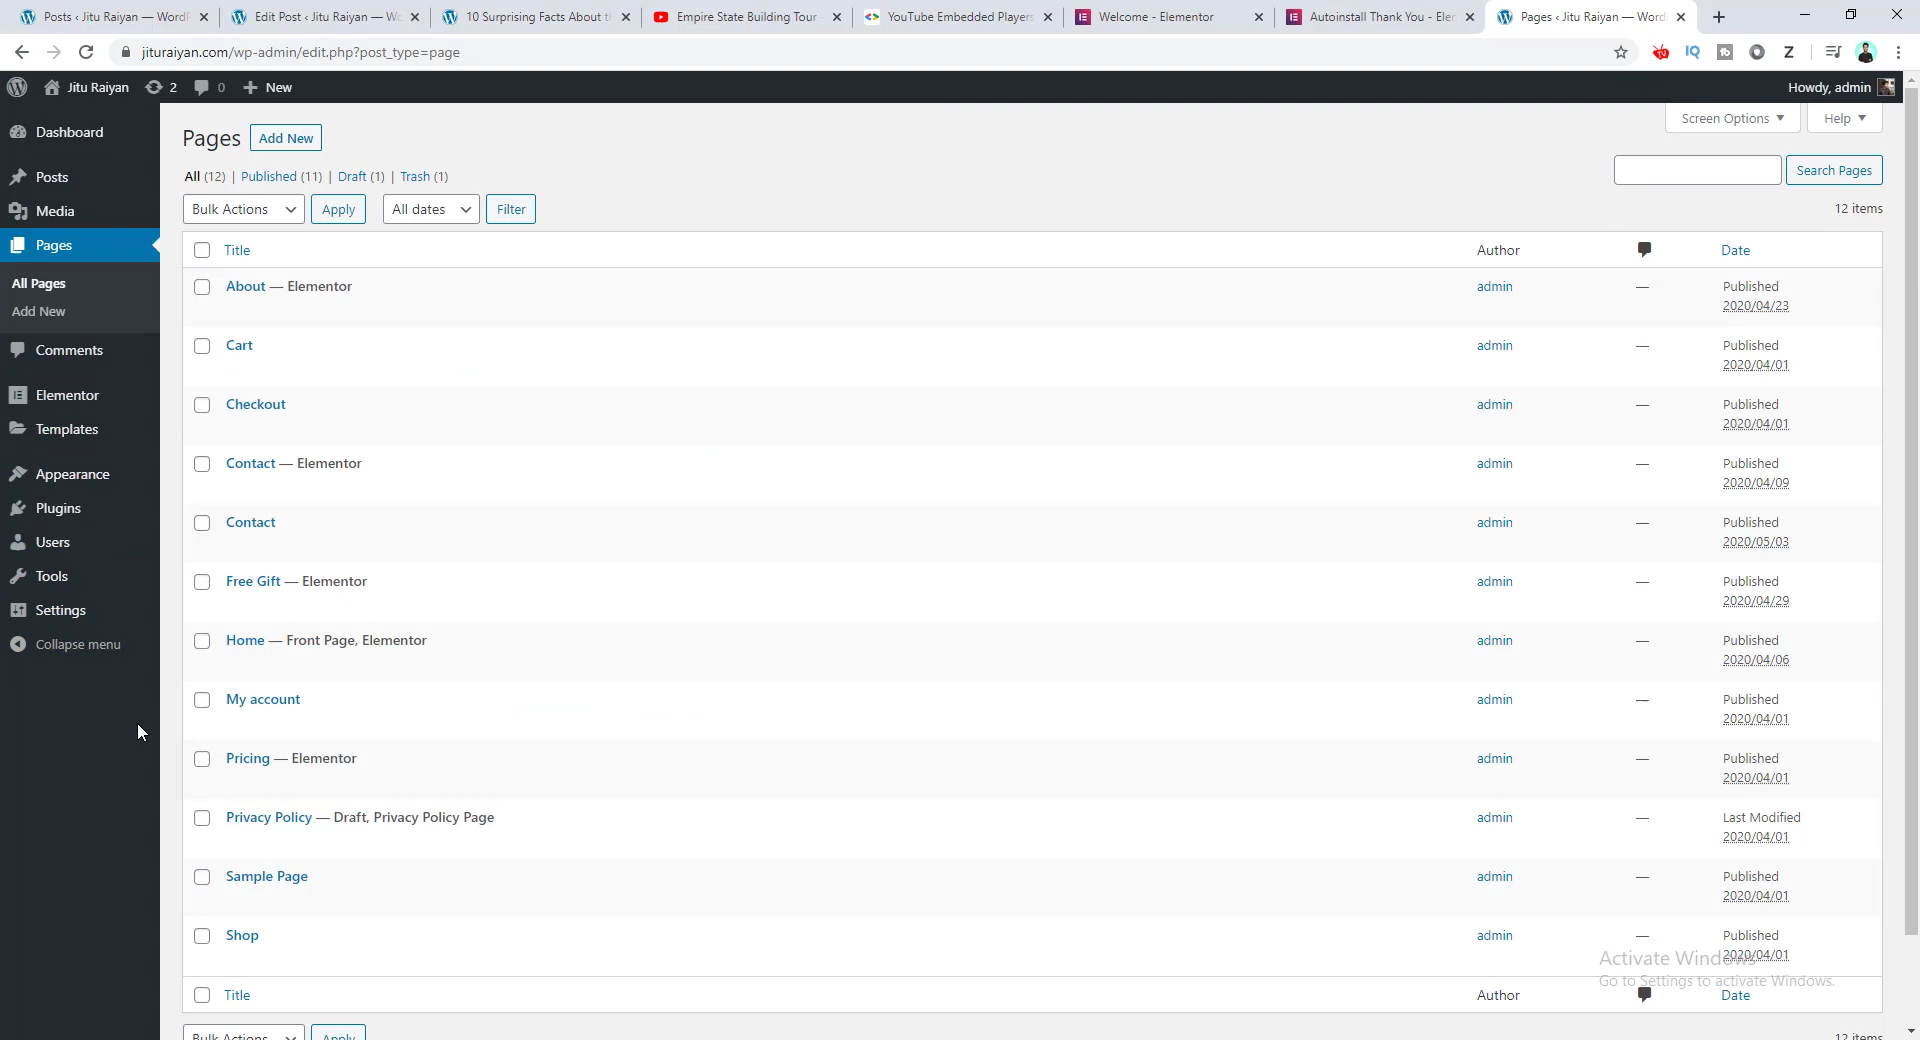 Posts ‹ Jitu Raiyan — WordP
Edit Post ‹ Jitu Raiyan — Wo
10 Surprising Facts About th
Empire State Building Tour -
YouTube Embedded Players
Welcome - Elementor
Autoinstall Thank You - Elem
Pages ‹ Jitu Raiyan — Word
jituraiyan.com/wp-admin/edit.php?post_type=page
IQ
tb
Z
Jitu Raiyan
2
0
New
Howdy, admin
Dashboard
Posts
Media
Pages
All Pages
Add New
Comments
Elementor
Templates
Appearance
Plugins
Users
Tools
Settings
Collapse menu
Pages
Add New
Screen Options
Help
All (12) | Published (11) | Draft (1) | Trash (1)
Search Pages
Bulk Actions
Apply
All dates
Filter
12 items
Title
Author
Date
About — Elementor
admin
—
Published
2020/04/23
Cart
admin
—
Published
2020/04/01
Checkout
admin
—
Published
2020/04/01
Contact — Elementor
admin
—
Published
2020/04/09
Contact
admin
—
Published
2020/05/03
Free Gift — Elementor
admin
—
Published
2020/04/29
Home — Front Page, Elementor
admin
—
Published
2020/04/06
My account
admin
—
Published
2020/04/01
Pricing — Elementor
admin
—
Published
2020/04/01
Privacy Policy — Draft, Privacy Policy Page
admin
—
Last Modified
2020/04/01
Sample Page
admin
—
Published
2020/04/01
Shop
admin
—
Published
2020/04/01
Activate Windows
Go to Settings to activate Windows.
Title
Author
Date
Bulk Actions
Apply
12 items